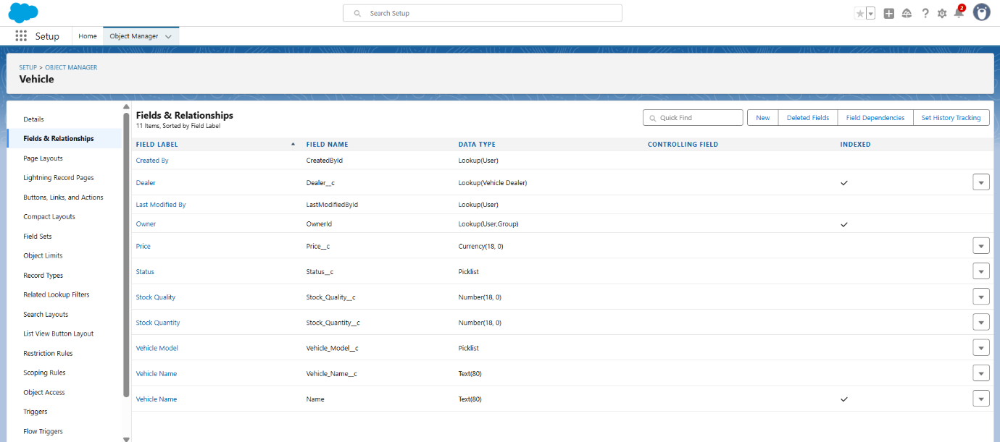 Search Setup
2
Setup Home Object Manager
SETUP > OBJECT MANAGER
Vehicle
Details
Fields & Relationships
Page Layouts
Lightning Record Pages
Buttons, Links, and Actions
Compact Layouts
Field Sets
Object Limits
Record Types
Related Lookup Filters
Search Layouts
List View Button Layout
Restriction Rules
Scoping Rules
Object Access
Triggers
Flow Triggers
Fields & Relationships
11 Items, Sorted by Field Label
Quick Find New Deleted Fields Field Dependencies Set History Tracking
FIELD LABEL FIELD NAME DATA TYPE CONTROLLING FIELD INDEXED
Created By CreatedById Lookup(User)
Dealer Dealer__c Lookup(Vehicle Dealer)
Last Modified By LastModifiedById Lookup(User)
Owner OwnerId Lookup(User,Group)
Price Price__c Currency(18, 0)
Status Status__c Picklist
Stock Quality Stock_Quality__c Number(18, 0)
Stock Quantity Stock_Quantity__c Number(18, 0)
Vehicle Model Vehicle_Model__c Picklist
Vehicle Name Vehicle_Name__c Text(80)
Vehicle Name Name Text(80)